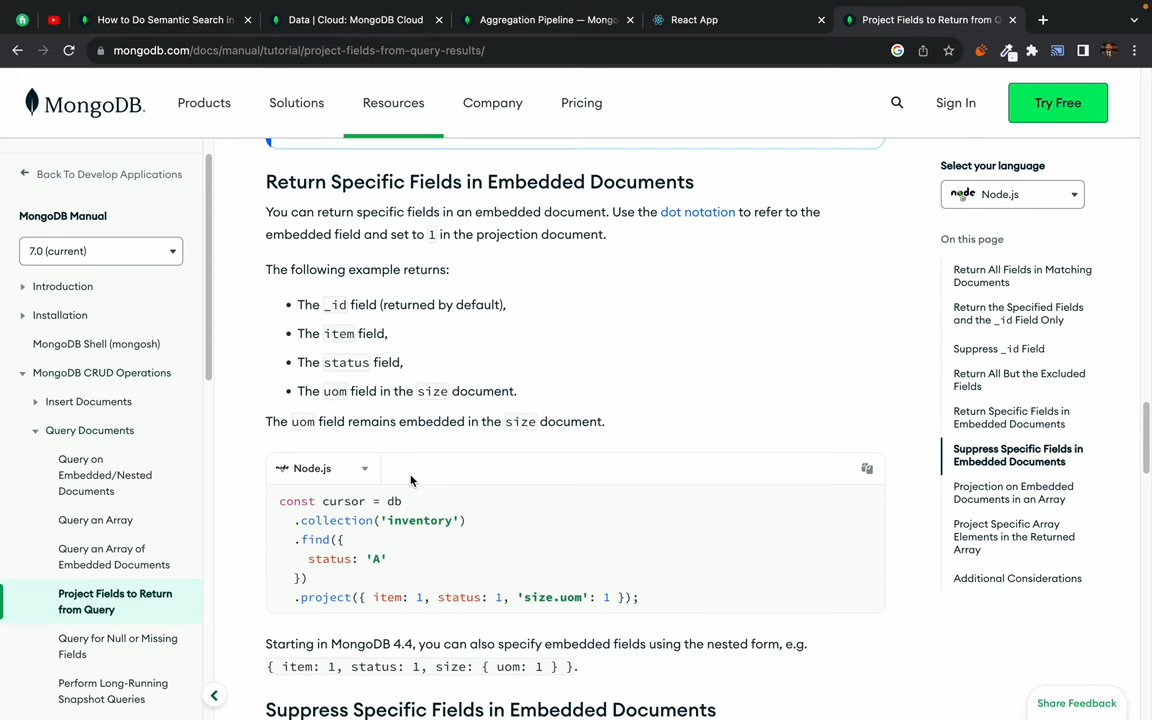 How to Do Semantic Search in
Data | Cloud: MongoDB Cloud
Aggregation Pipeline — Mongo
React App
Project Fields to Return from Q
mongodb.com/docs/manual/tutorial/project-fields-from-query-results/
MongoDB.
Products
Solutions
Resources
Company
Pricing
Sign In
Try Free
Back To Develop Applications
MongoDB Manual
7.0 (current)
Introduction
Installation
MongoDB Shell (mongosh)
MongoDB CRUD Operations
Insert Documents
Query Documents
Query on
Embedded/Nested
Documents
Query an Array
Query an Array of
Embedded Documents
Project Fields to Return
from Query
Query for Null or Missing
Fields
Perform Long-Running
Snapshot Queries
Return Specific Fields in Embedded Documents
You can return specific fields in an embedded document. Use the dot notation to refer to the
embedded field and set to 1 in the projection document.
The following example returns:
• The _id field (returned by default),
• The item field,
• The status field,
• The uom field in the size document.
The uom field remains embedded in the size document.
Node.js
const cursor = db
.collection('inventory')
.find({
status: 'A'
})
.project({ item: 1, status: 1, 'size.uom': 1 });
Starting in MongoDB 4.4, you can also specify embedded fields using the nested form, e.g.
{ item: 1, status: 1, size: { uom: 1 } }.
Suppress Specific Fields in Embedded Documents
Select your language
node
Node.js
On this page
Return All Fields in Matching
Documents
Return the Specified Fields
and the _id Field Only
Suppress _id Field
Return All But the Excluded
Fields
Return Specific Fields in
Embedded Documents
Suppress Specific Fields in
Embedded Documents
Projection on Embedded
Documents in an Array
Project Specific Array
Elements in the Returned
Array
Additional Considerations
Share Feedback